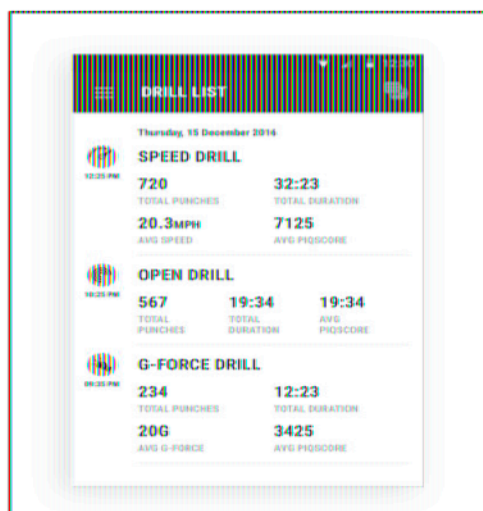 12:30
DRILL LIST
Thursday, 15 December 2016
SPEED DRILL
12:25 PM
720 32:23
TOTAL PUNCHES TOTAL DURATION
20.3MPH 7125
AVG SPEED AVG PIQSCORE
OPEN DRILL
10:25 PM
567 19:34 19:34
TOTAL PUNCHES TOTAL DURATION AVG PIQSCORE
G-FORCE DRILL
09:25 PM
234 12:23
TOTAL PUNCHES TOTAL DURATION
20G 3425
AVG G-FORCE AVG PIQSCORE